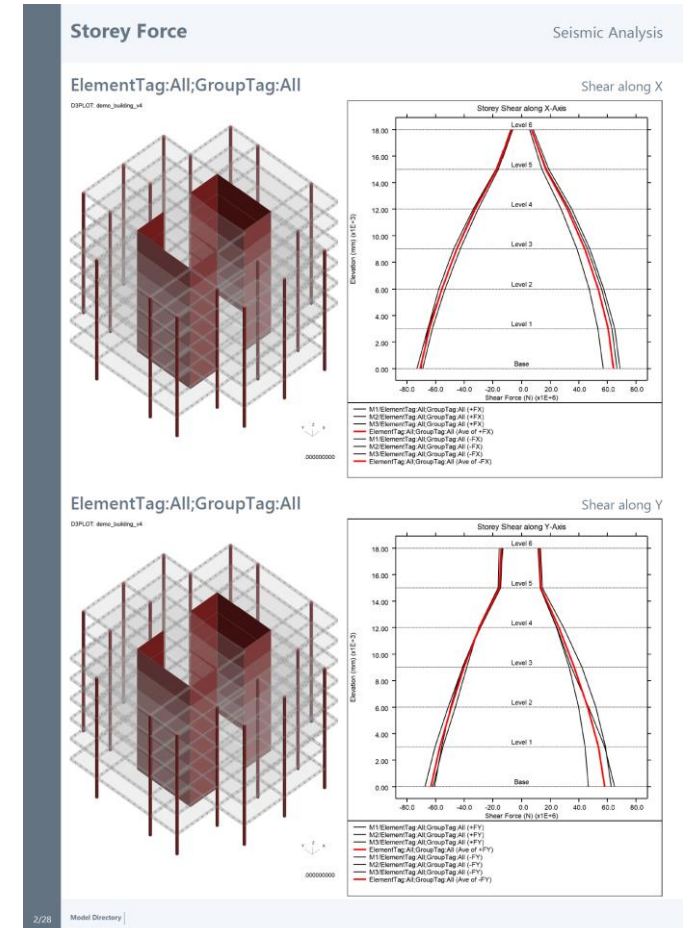 Storey Force
Seismic Analysis
ElementTag:All;GroupTag:All
Shear along X
D3PLOT: demo_building_v4
Storey Shear along X-Axis
Level 6
18.00
16.00
Level 5
14.00
Level 4
12.00
10.00
Level 3
8.00
Level 2
6.00
4.00
Level 1
2.00
Base
0.00
Elevation (mm) (x1E+3)
-80.0 -60.0 -40.0 -20.0 0.0 20.0 40.0 60.0 80.0
Shear Force (N) (x1E+6)
M1/ElementTag:All;GroupTag:All (+FX)
M2/ElementTag:All;GroupTag:All (+FX)
M3/ElementTag:All;GroupTag:All (+FX)
ElementTag:All;GroupTag:All (Ave of +FX)
M1/ElementTag:All;GroupTag:All (-FX)
M2/ElementTag:All;GroupTag:All (-FX)
M3/ElementTag:All;GroupTag:All (-FX)
ElementTag:All;GroupTag:All (Ave of -FX)
.000000000
ElementTag:All;GroupTag:All
Shear along Y
D3PLOT: demo_building_v4
Storey Shear along Y-Axis
Level 6
18.00
16.00
Level 5
14.00
Level 4
12.00
10.00
Level 3
8.00
Level 2
6.00
4.00
Level 1
2.00
Base
0.00
Elevation (mm) (x1E+3)
-80.0 -60.0 -40.0 -20.0 0.0 20.0 40.0 60.0 80.0
Shear Force (N) (x1E+6)
M1/ElementTag:All;GroupTag:All (+FY)
M2/ElementTag:All;GroupTag:All (+FY)
M3/ElementTag:All;GroupTag:All (+FY)
ElementTag:All;GroupTag:All (Ave of +FY)
M1/ElementTag:All;GroupTag:All (-FY)
M2/ElementTag:All;GroupTag:All (-FY)
M3/ElementTag:All;GroupTag:All (-FY)
ElementTag:All;GroupTag:All (Ave of -FY)
.000000000
2/28
Model Directory